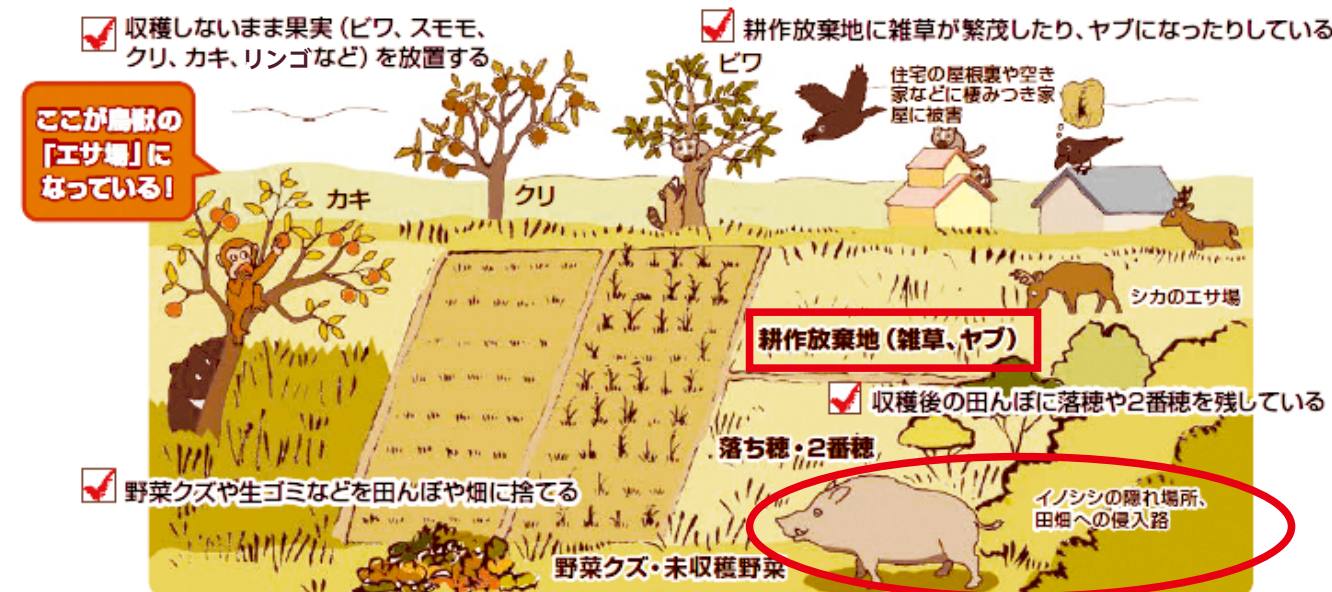 収穫しないまま果実（ビワ、スモモ、
クリ、カキ、リンゴなど）を放置する
耕作放棄地に雑草が繁茂したり、ヤブになったりしている
ここが鳥獣の
「エサ場」に
なっている！
カキ
クリ
ビワ
住宅の屋根裏や空き
家などに棲みつき家
屋に被害
シカのエサ場
耕作放棄地（雑草、ヤブ）
収穫後の田んぼに落穂や2番穂を残している
落ち穂・2番穂
野菜クズや生ゴミなどを田んぼや畑に捨てる
イノシシの隠れ場所、
田畑への侵入路
野菜クズ・未収穫野菜